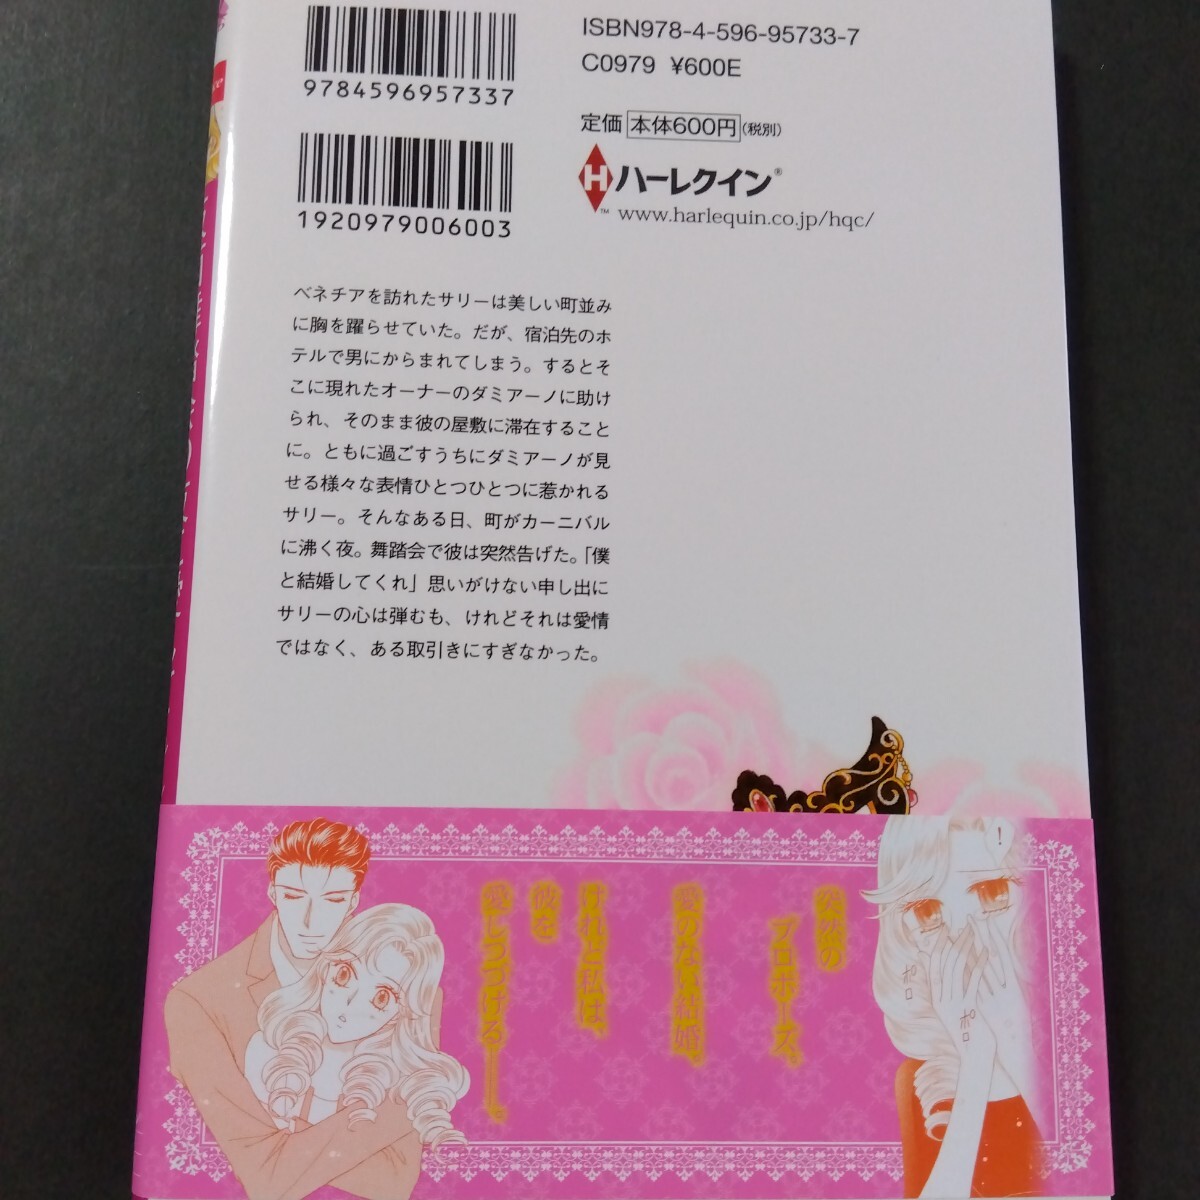 9784596957337
1920979006003
ISBN978-4-596-95733-7
C0979 ¥600E
定価 本体600円(税別)
H ハーレクイン®
™ www.harlequin.co.jp/hqc/
ベネチアを訪れたサリーは美しい町並み
に胸を躍らせていた。だが、宿泊先のホ
テルで男にからまれてしまう。するとそ
こに現れたオーナーのダミアーノに助け
られ、そのまま彼の屋敷に滞在すること
に。ともに過ごすうちにダミアーノが見
せる様々な表情ひとつひとつに惹かれる
サリー。そんなある日、町がカーニバル
に沸く夜。舞踏会で彼は突然告げた。「僕
と結婚してくれ」思いがけない申し出に
サリーの心は弾むも、けれどそれは愛情
ではなく、ある取引きにすぎなかった。
突然の
プロポーズ。
愛のない結婚。
けれど私は、
彼を
愛しつづける――。
!
ポロ
ポロ